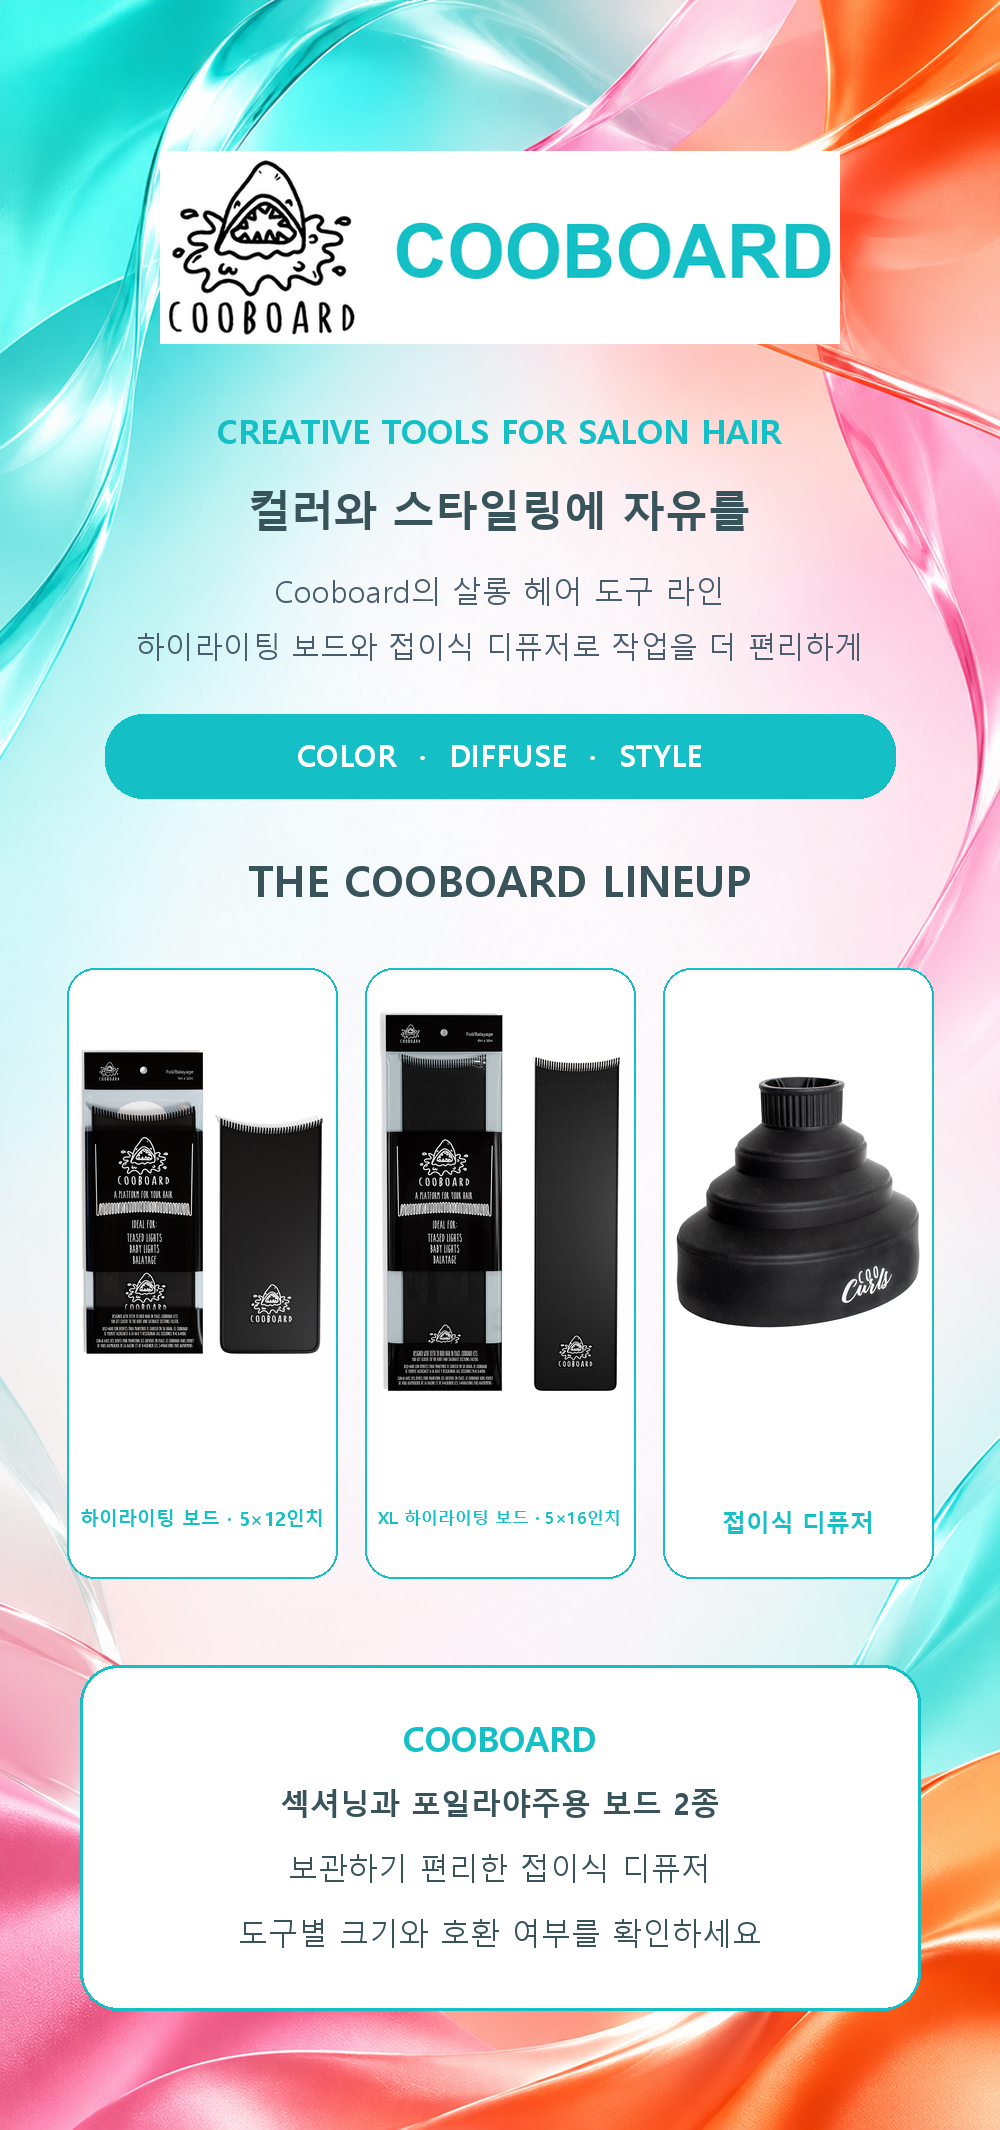 COOBOARD
COOBOARD
CREATIVE TOOLS FOR SALON HAIR
컬러와 스타일링에 자유를
Cooboard의 살롱 헤어 도구 라인
하이라이팅 보드와 접이식 디퓨저로 작업을 더 편리하게
COLOR · DIFFUSE · STYLE
THE COOBOARD LINEUP
Foil/Balayage
COOBOARD
A PLATFORM FOR YOUR HAIR
IDEAL FOR:
TEASED LIGHTS
BABY LIGHTS
BALAYAGE
COOBOARD
COOBOARD
Foil/Balayage
COOBOARD
A PLATFORM FOR YOUR HAIR
IDEAL FOR:
TEASED LIGHTS
BABY LIGHTS
BALAYAGE
COOBOARD
COO
Curls
하이라이팅 보드 · 5×12인치
XL 하이라이팅 보드 · 5×16인치
접이식 디퓨저
COOBOARD
섹셔닝과 포일라야주용 보드 2종
보관하기 편리한 접이식 디퓨저
도구별 크기와 호환 여부를 확인하세요